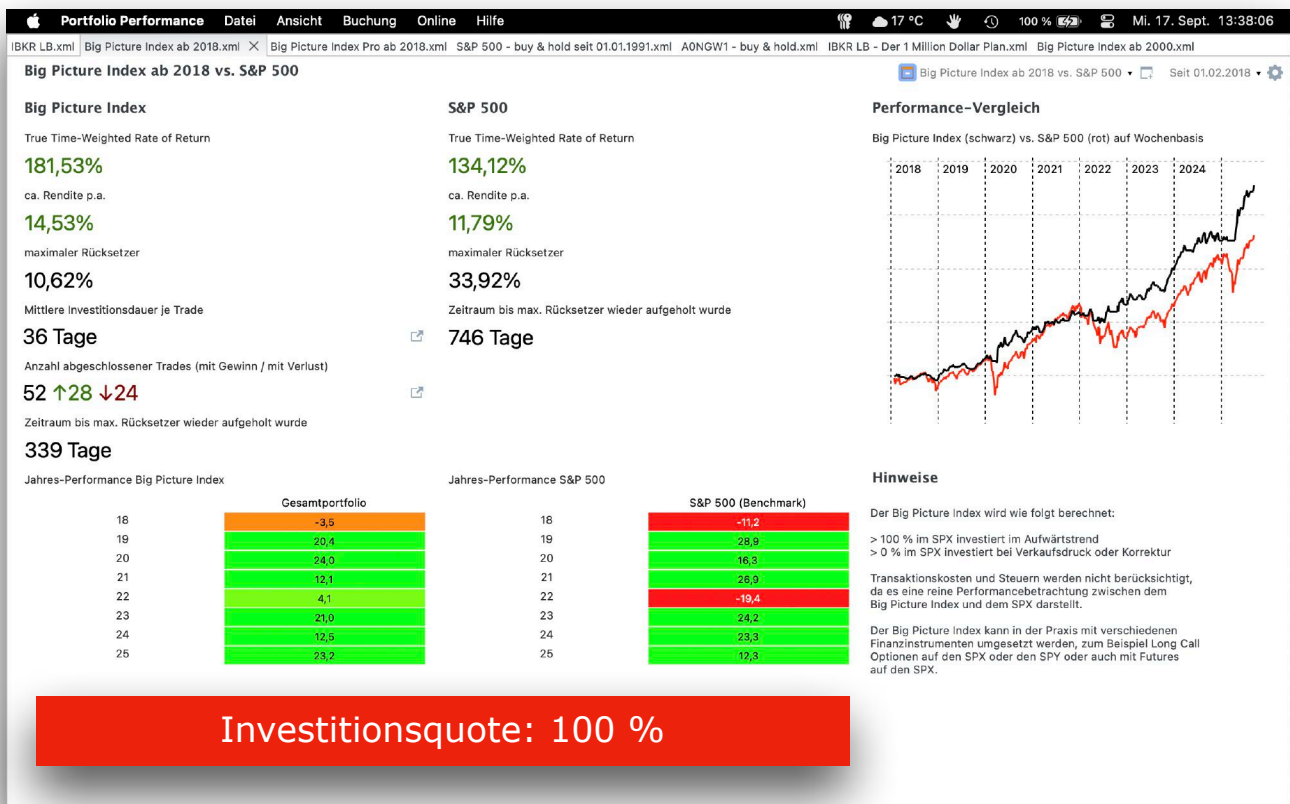 Portfolio Performance Datei Ansicht Buchung Online Hilfe 17 °C 100 % Mi. 17. Sept. 13:38:06
IBKR LB.xml Big Picture Index ab 2018.xml Big Picture Index Pro ab 2018.xml S&P 500 - buy & hold seit 01.01.1991.xml A0NGW1 - buy & hold.xml IBKR LB - Der 1 Million Dollar Plan.xml Big Picture Index ab 2000.xml
Big Picture Index ab 2018 vs. S&P 500
Big Picture Index ab 2018 vs. S&P 500 Seit 01.02.2018
Big Picture Index
True Time-Weighted Rate of Return
181,53%
ca. Rendite p.a.
14,53%
maximaler Rücksetzer
10,62%
Mittlere Investitionsdauer je Trade
36 Tage
Anzahl abgeschlossener Trades (mit Gewinn / mit Verlust)
52 ↑28 ↓24
Zeitraum bis max. Rücksetzer wieder aufgeholt wurde
339 Tage
Jahres-Performance Big Picture Index
Gesamtportfolio
18 -3,5
19 20,4
20 24,0
21 12,1
22 4,1
23 21,0
24 12,5
25 23,2
S&P 500
True Time-Weighted Rate of Return
134,12%
ca. Rendite p.a.
11,79%
maximaler Rücksetzer
33,92%
Zeitraum bis max. Rücksetzer wieder aufgeholt wurde
746 Tage
Jahres-Performance S&P 500
S&P 500 (Benchmark)
18 -11,2
19 28,9
20 16,3
21 26,9
22 -19,4
23 24,2
24 23,3
25 12,3
Performance-Vergleich
Big Picture Index (schwarz) vs. S&P 500 (rot) auf Wochenbasis
2018 2019 2020 2021 2022 2023 2024
Hinweise
Der Big Picture Index wird wie folgt berechnet:
> 100 % im SPX investiert im Aufwärtstrend
> 0 % im SPX investiert bei Verkaufsdruck oder Korrektur
Transaktionskosten und Steuern werden nicht berücksichtigt,
da es eine reine Performancebetrachtung zwischen dem
Big Picture Index und dem SPX darstellt.
Der Big Picture Index kann in der Praxis mit verschiedenen
Finanzinstrumenten umgesetzt werden, zum Beispiel Long Call
Optionen auf den SPX oder den SPY oder auch mit Futures
auf den SPX.
Investitionsquote: 100 %